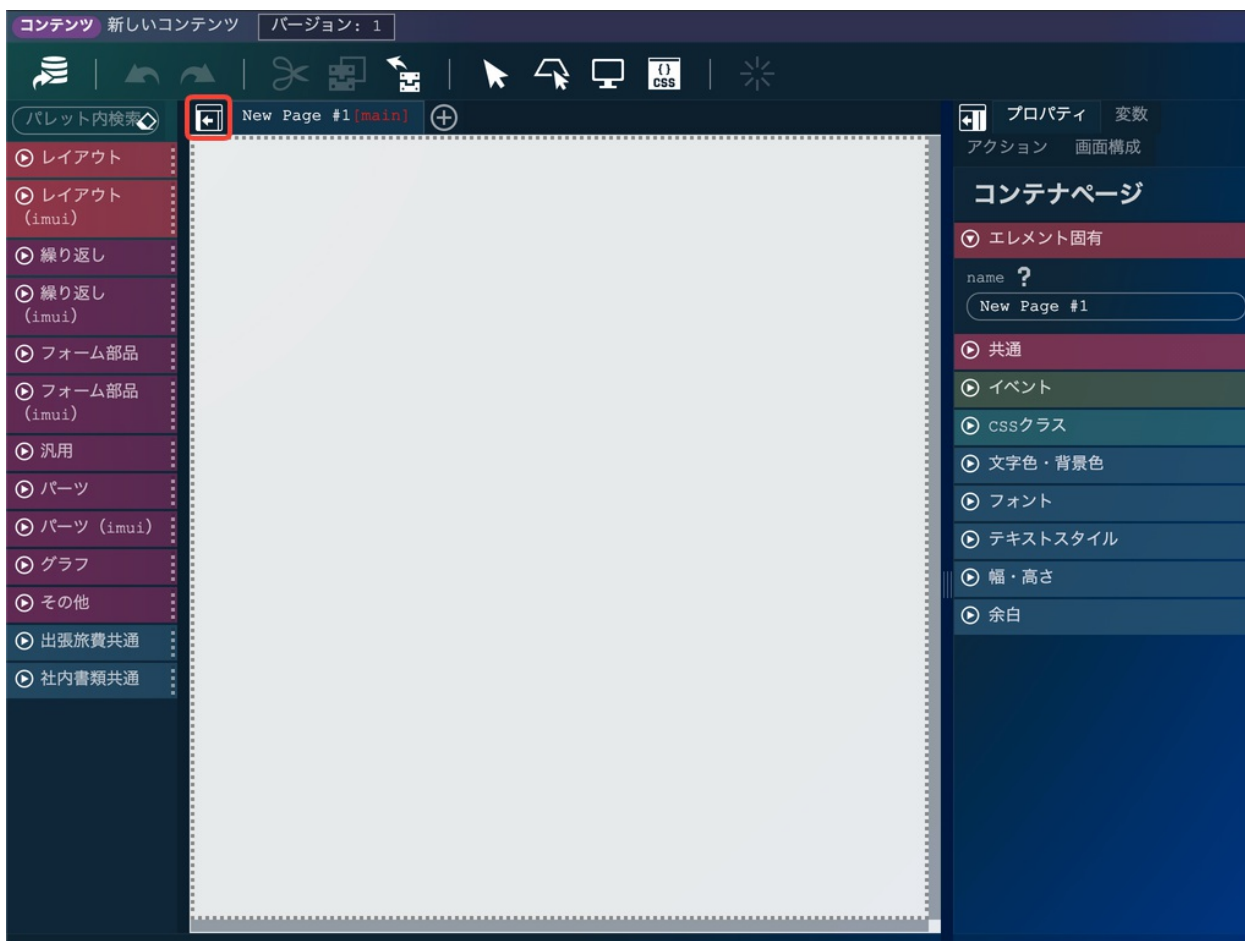 コンテンツ 新しいコンテンツ バージョン: 1
{}
CSS
パレット内検索
New Page #1[main]
プロパティ 変数
アクション 画面構成
レイアウト
レイアウト
(imui)
繰り返し
繰り返し
(imui)
フォーム部品
フォーム部品
(imui)
汎用
パーツ
パーツ (imui)
グラフ
その他
出張旅費共通
社内書類共通
コンテナページ
エレメント固有
name ?
New Page #1
共通
イベント
CSSクラス
文字色・背景色
フォント
テキストスタイル
幅・高さ
余白